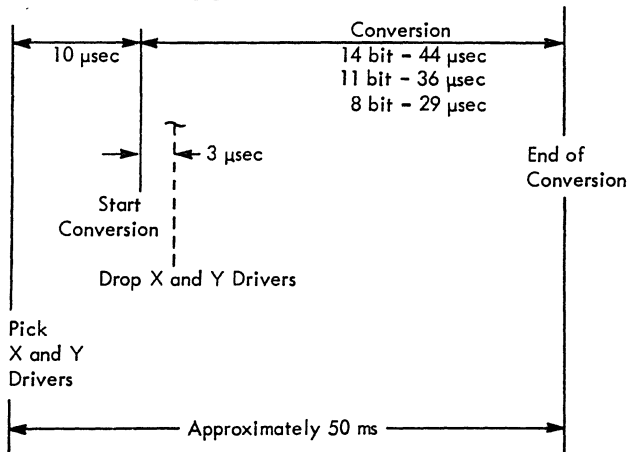 Conversion
10 μsec
14 bit - 44 μsec
11 bit - 36 μsec
8 bit - 29 μsec
3 μsec
End of
Conversion
Start
Conversion
Drop X and Y Drivers
Pick
X and Y
Drivers
Approximately 50 ms